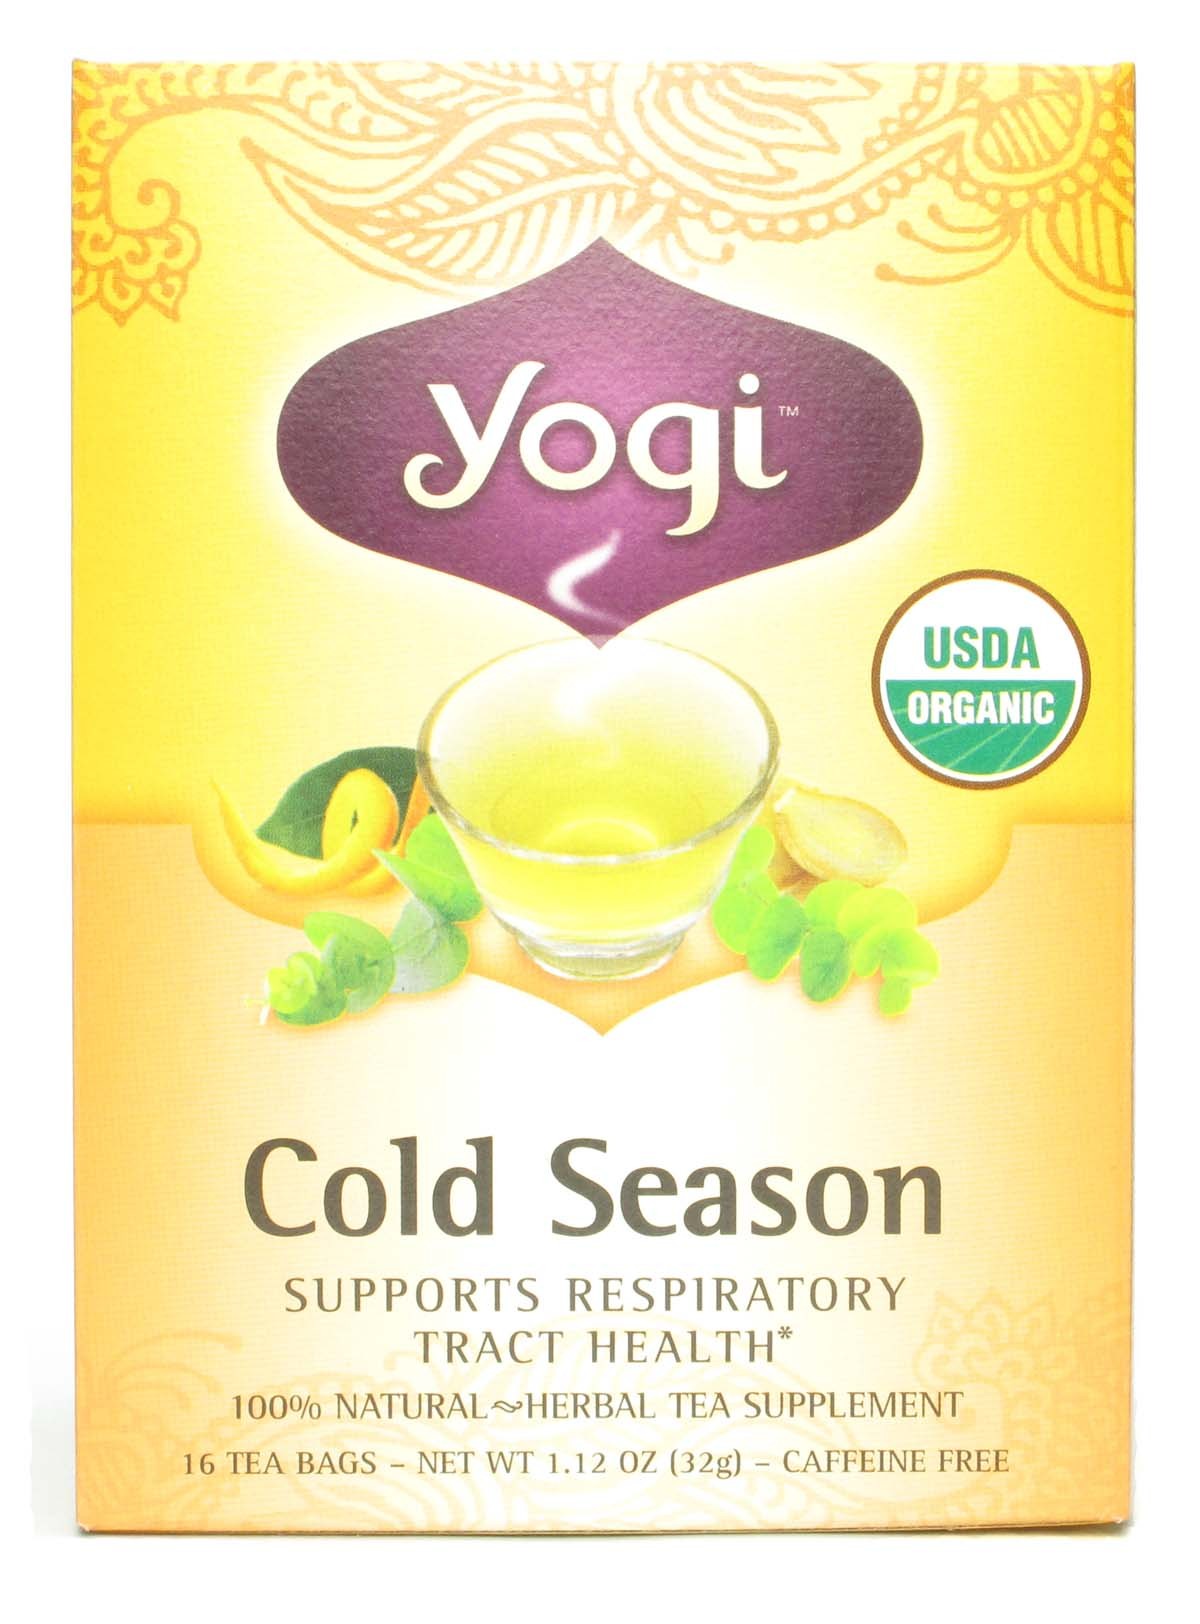 yogi™
USDA
ORGANIC
Cold Season
SUPPORTS RESPIRATORY
TRACT HEALTH*
100% NATURAL~HERBAL TEA SUPPLEMENT
16 TEA BAGS – NET WT 1.12 OZ (32g) – CAFFEINE FREE